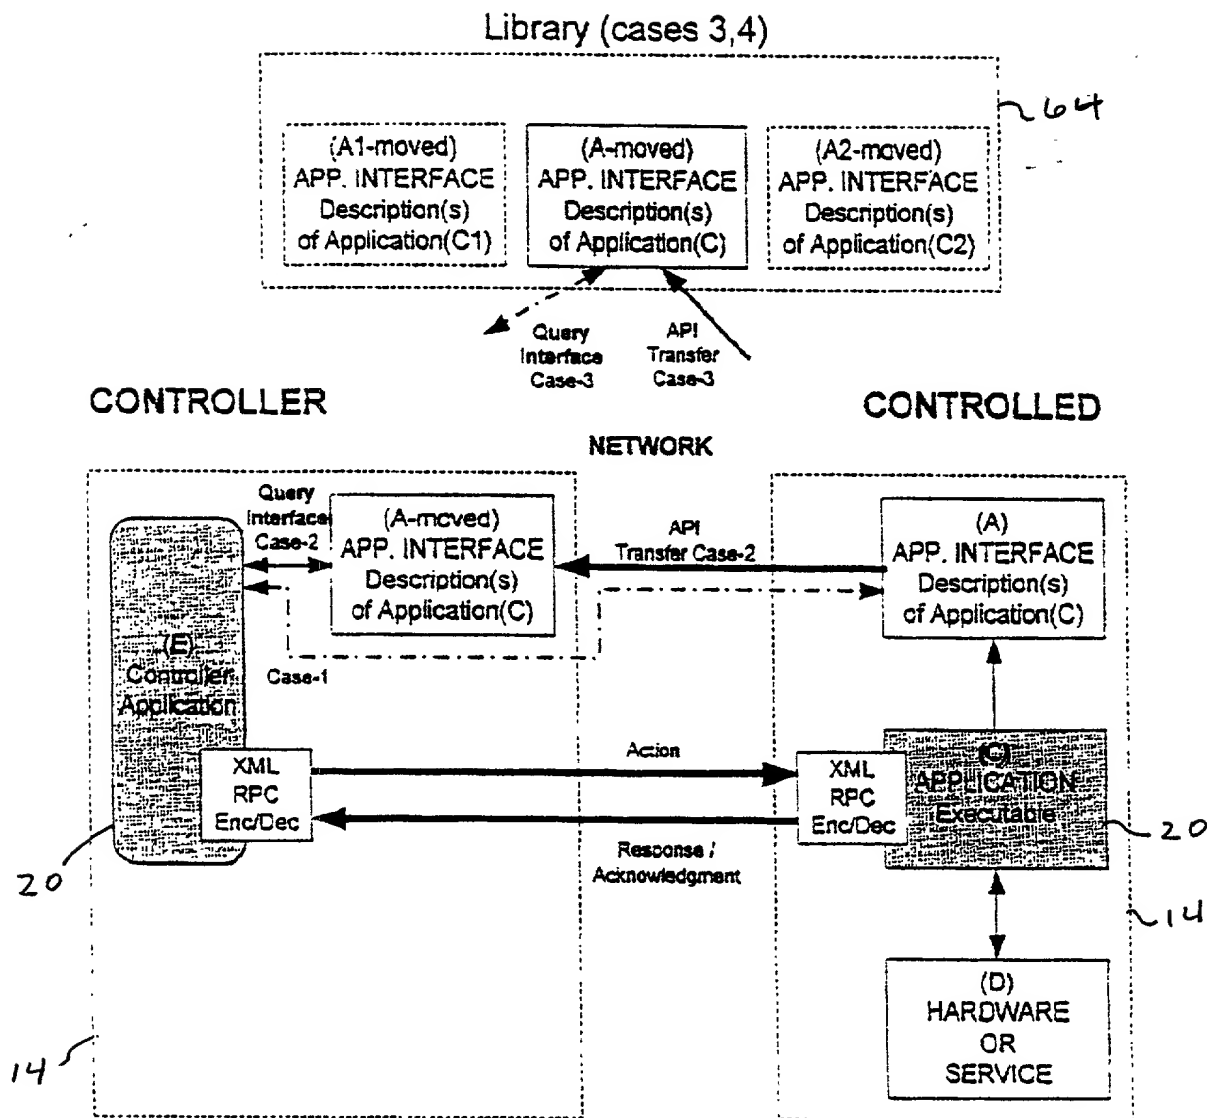 Library (cases 3,4)
64
(A1-moved)
APP. INTERFACE
Description(s)
of Application(C1)
(A-moved)
APP. INTERFACE
Description(s)
of Application(C)
(A2-moved)
APP. INTERFACE
Description(s)
of Application(C2)
Query
Interface
Case-3
API
Transfer
Case-3
CONTROLLER
CONTROLLED
NETWORK
Query
Interface
Case-2
(A-moved)
APP. INTERFACE
Description(s)
of Application(C)
API
Transfer Case-2
(A)
APP. INTERFACE
Description(s)
of Application(C)
(E)
Controller
Application
Case-1
XML
RPC
Enc/Dec
Action
Response /
Acknowledgment
XML
RPC
Enc/Dec
(C)
APPLICATION
Executable
20
20
14
(D)
HARDWARE
OR
SERVICE
14